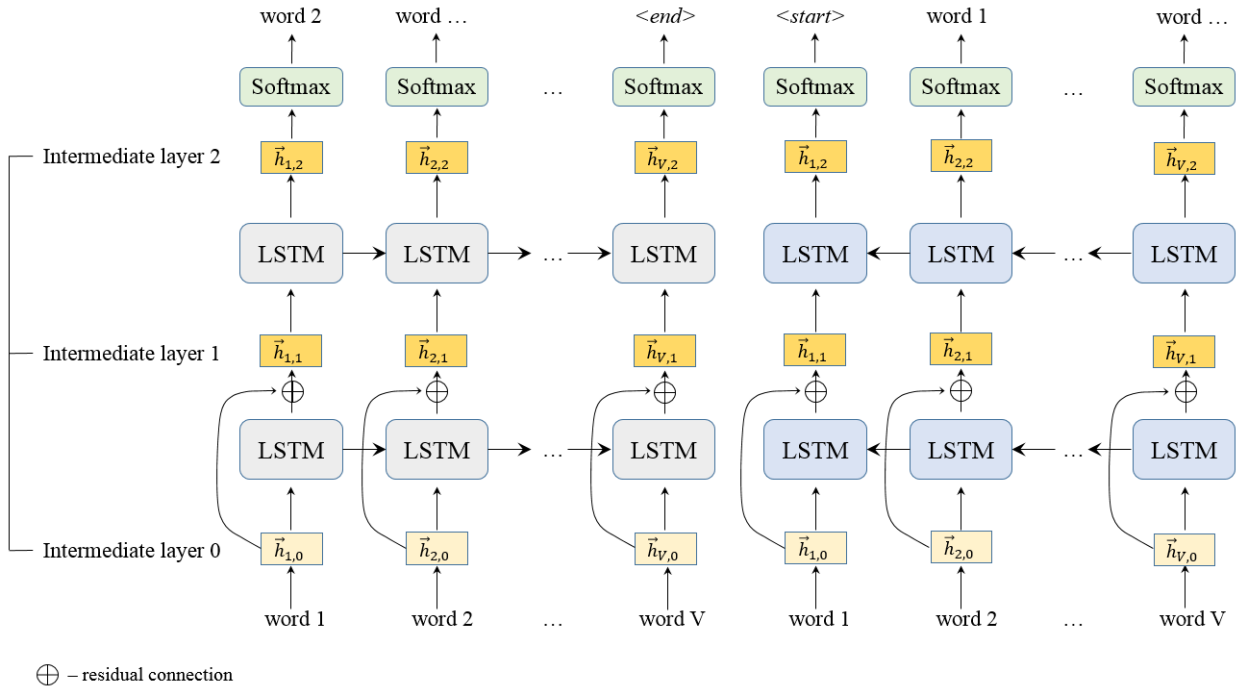 word 2 word … <end> <start> word 1 word …
Softmax Softmax … Softmax Softmax Softmax … Softmax
Intermediate layer 2 h⃗1,2 h⃗2,2 h⃗V,2 h⃗1,2 h⃗2,2 h⃗V,2
LSTM LSTM … LSTM LSTM LSTM … LSTM
Intermediate layer 1 h⃗1,1 h⃗2,1 h⃗V,1 h⃗1,1 h⃗2,1 h⃗V,1
LSTM LSTM … LSTM LSTM LSTM … LSTM
Intermediate layer 0 h⃗1,0 h⃗2,0 h⃗V,0 h⃗1,0 h⃗2,0 h⃗V,0
word 1 word 2 … word V word 1 word 2 … word V
⊕ – residual connection